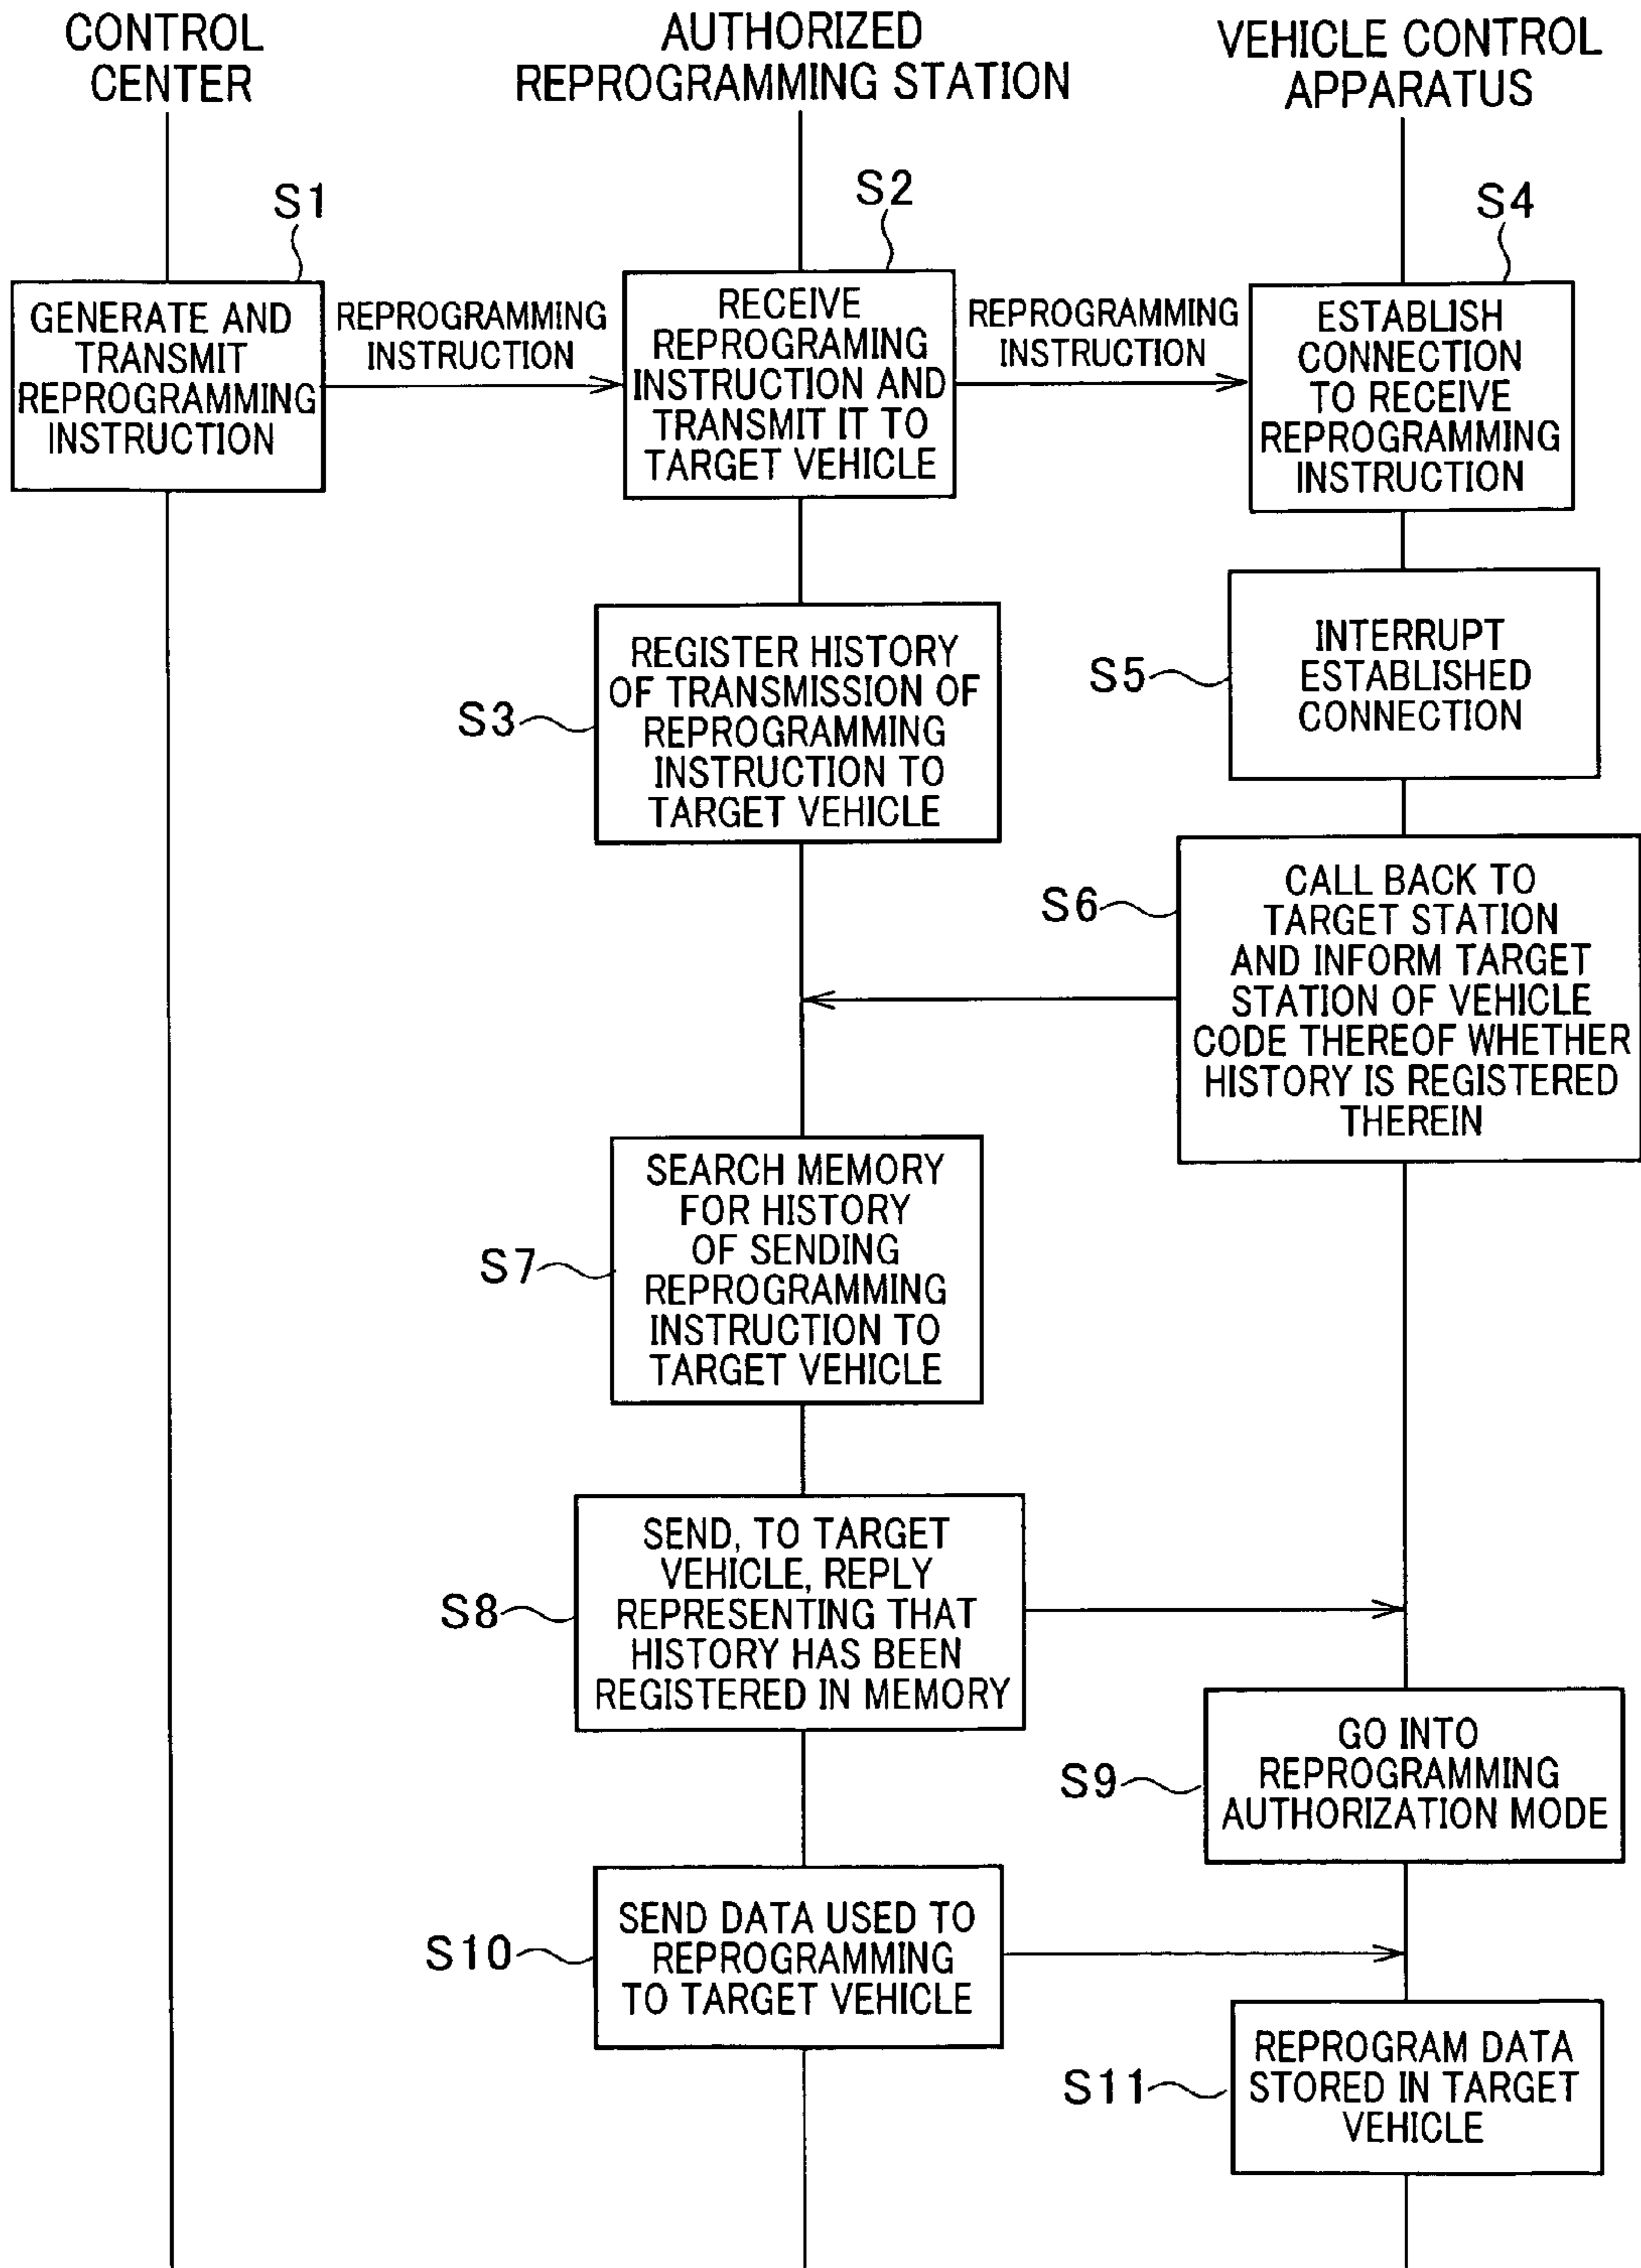 CONTROL
CENTER
AUTHORIZED
REPROGRAMMING STATION
VEHICLE CONTROL
APPARATUS
S1
S2
S4
GENERATE AND
TRANSMIT
REPROGRAMMING
INSTRUCTION
REPROGRAMMING
INSTRUCTION
RECEIVE
REPROGRAMING
INSTRUCTION AND
TRANSMIT IT TO
TARGET VEHICLE
REPROGRAMMING
INSTRUCTION
ESTABLISH
CONNECTION
TO RECEIVE
REPROGRAMMING
INSTRUCTION
S3
REGISTER HISTORY
OF TRANSMISSION OF
REPROGRAMMING
INSTRUCTION TO
TARGET VEHICLE
S5
INTERRUPT
ESTABLISHED
CONNECTION
S6
CALL BACK TO
TARGET STATION
AND INFORM TARGET
STATION OF VEHICLE
CODE THEREOF WHETHER
HISTORY IS REGISTERED
THEREIN
S7
SEARCH MEMORY
FOR HISTORY
OF SENDING
REPROGRAMMING
INSTRUCTION TO
TARGET VEHICLE
S8
SEND, TO TARGET
VEHICLE, REPLY
REPRESENTING THAT
HISTORY HAS BEEN
REGISTERED IN MEMORY
S9
GO INTO
REPROGRAMMING
AUTHORIZATION MODE
S10
SEND DATA USED TO
REPROGRAMMING
TO TARGET VEHICLE
S11
REPROGRAM DATA
STORED IN TARGET
VEHICLE